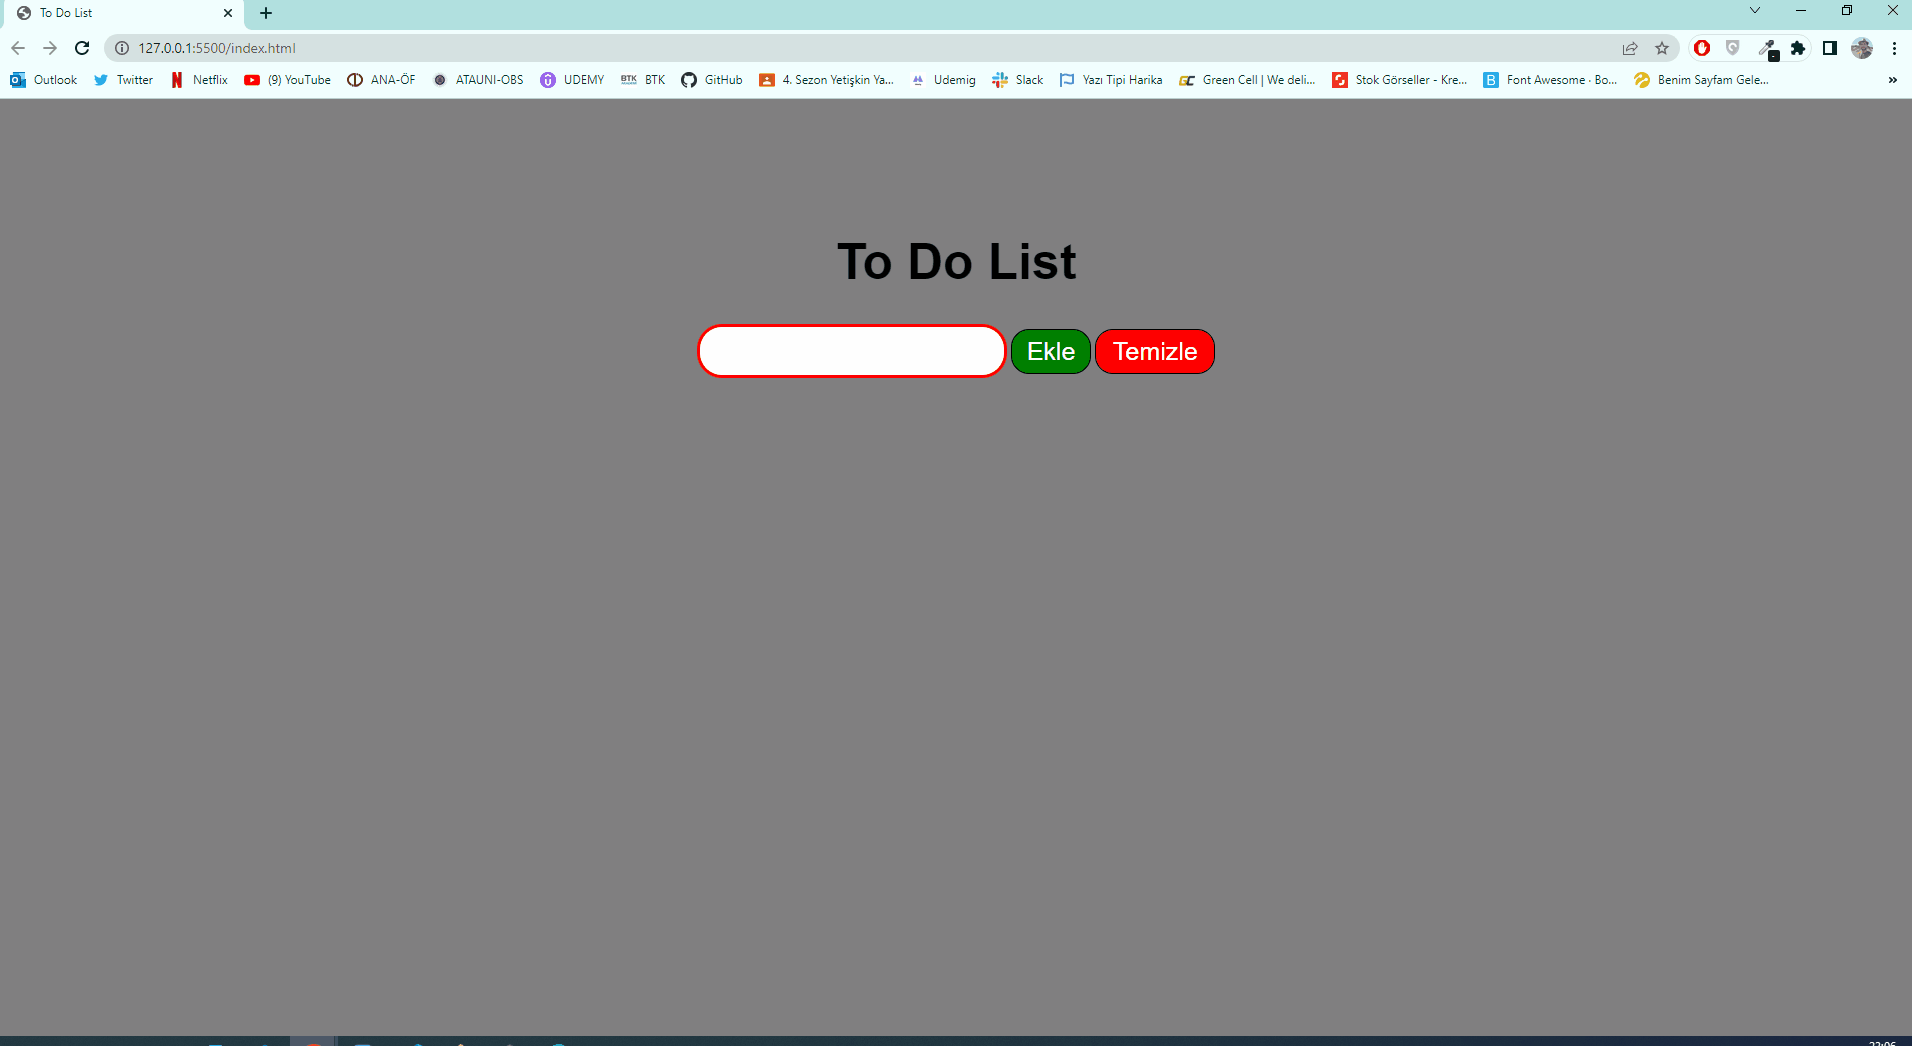 To Do List
127.0.0.1:5500/index.html
Outlook Twitter Netflix (9) YouTube ANA-ÖF ATAUNI-OBS UDEMY BTK BTK GitHub 4. Sezon Yetişkin Ya... Udemig Slack Yazı Tipi Harika GC Green Cell | We deli... Stok Görseller - Kre... B Font Awesome · Bo... Benim Sayfam Gele... »
To Do List
Ekle Temizle